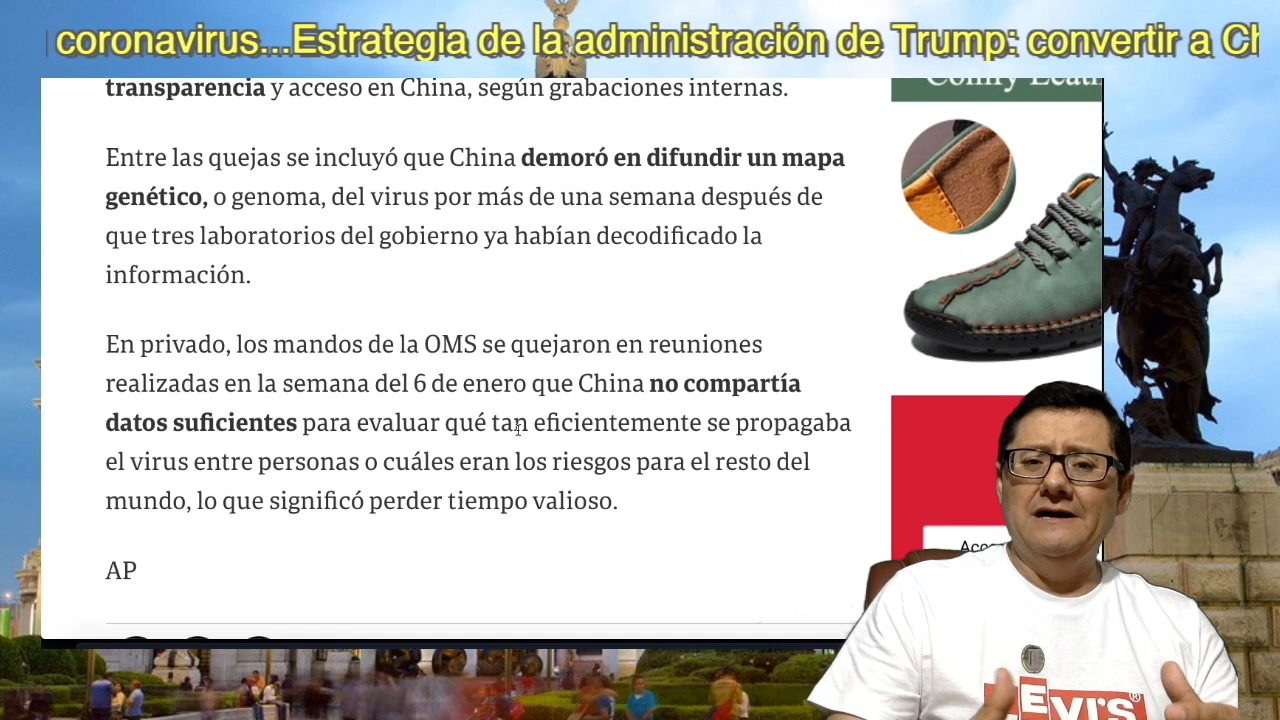 coronavirus...Estrategia de la administración de Trump: convertir a Ch
transparencia y acceso en China, según grabaciones internas.
Entre las quejas se incluyó que China demoró en difundir un mapa
genético, o genoma, del virus por más de una semana después de
que tres laboratorios del gobierno ya habían decodificado la
información.
En privado, los mandos de la OMS se quejaron en reuniones
realizadas en la semana del 6 de enero que China no compartía
datos suficientes para evaluar qué tan eficientemente se propagaba
el virus entre personas o cuáles eran los riesgos para el resto del
mundo, lo que significó perder tiempo valioso.
AP
Comfy
LEVI'S®